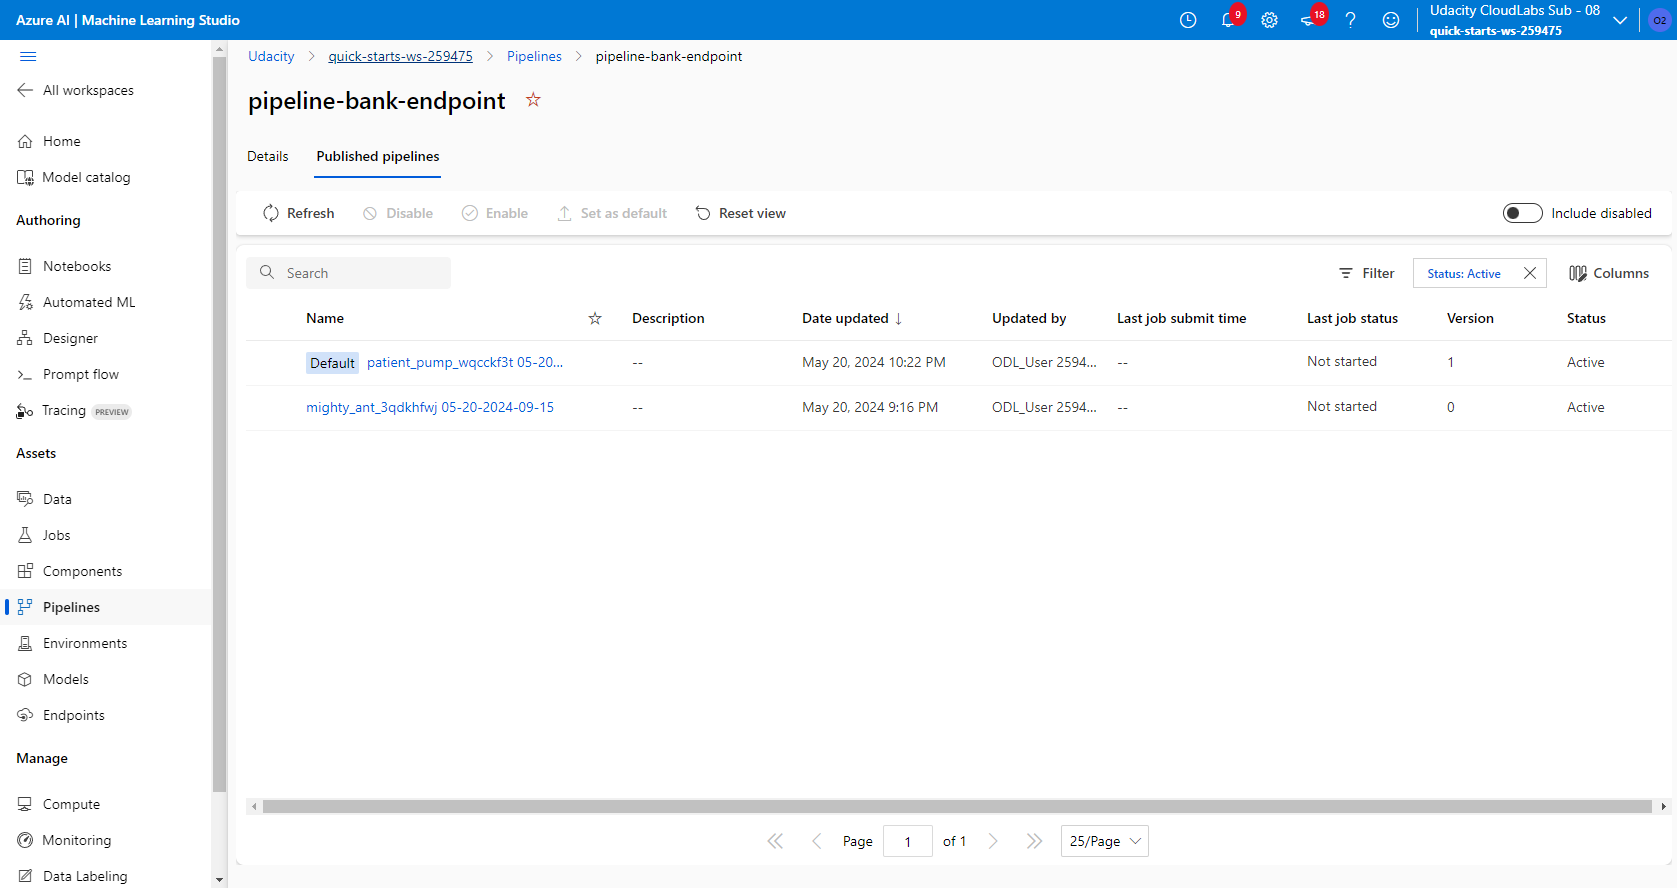 Azure AI | Machine Learning Studio
9
18
Udacity CloudLabs Sub - 08
quick-starts-ws-259475
O2
All workspaces
Home
Model catalog
Authoring
Notebooks
Automated ML
Designer
Prompt flow
Tracing PREVIEW
Assets
Data
Jobs
Components
Pipelines
Environments
Models
Endpoints
Manage
Compute
Monitoring
Data Labeling
Udacity > quick-starts-ws-259475 > Pipelines > pipeline-bank-endpoint
pipeline-bank-endpoint
Details Published pipelines
Refresh Disable Enable Set as default Reset view Include disabled
Search Filter Status: Active Columns
Name Description Date updated ↓ Updated by Last job submit time Last job status Version Status
Default patient_pump_wqcckf3t 05-20... -- May 20, 2024 10:22 PM ODL_User 2594... -- Not started 1 Active
mighty_ant_3qdkhfwj 05-20-2024-09-15 -- May 20, 2024 9:16 PM ODL_User 2594... -- Not started 0 Active
Page 1 of 1 25/Page